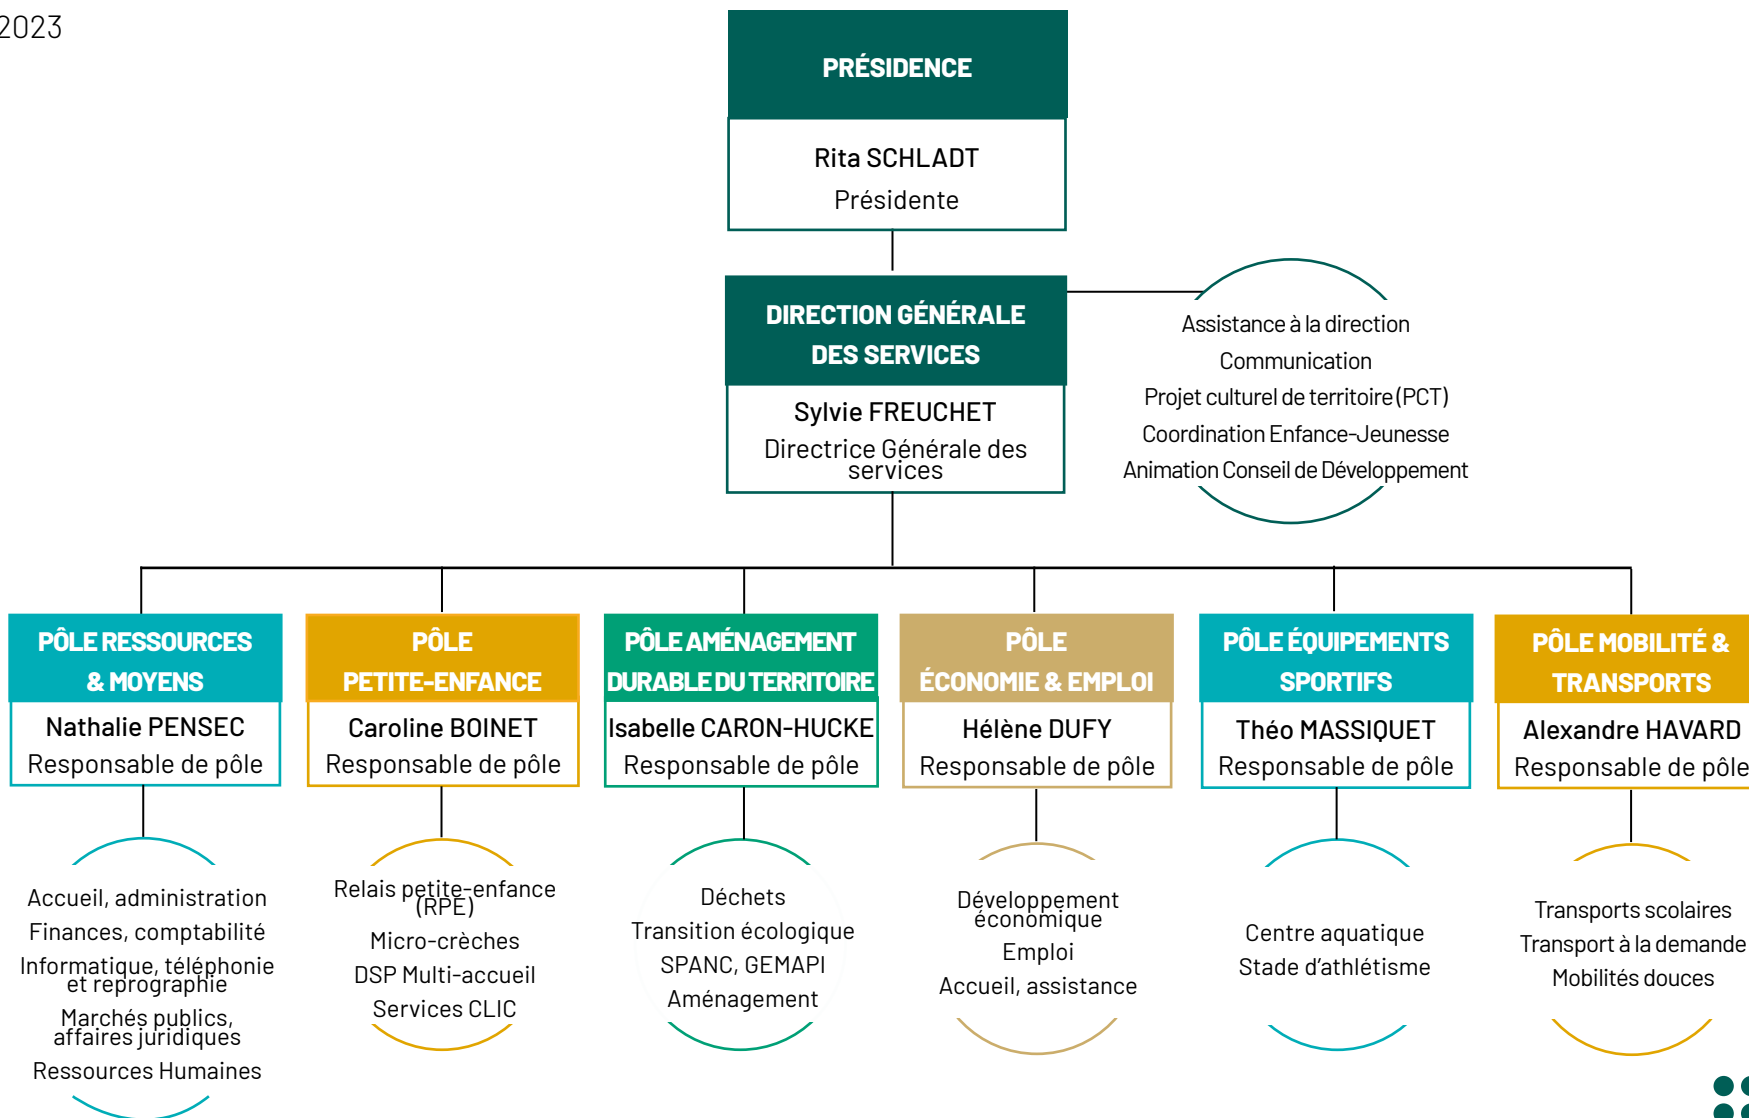 2023
PRÉSIDENCE
Rita SCHLADT
Présidente
DIRECTION GÉNÉRALE
DES SERVICES
Sylvie FREUCHET
Directrice Générale des
services
Assistance à la direction
Communication
Projet culturel de territoire (PCT)
Coordination Enfance-Jeunesse
Animation Conseil de Développement
PÔLE RESSOURCES
& MOYENS
Nathalie PENSEC
Responsable de pôle
Accueil, administration
Finances, comptabilité
Informatique, téléphonie
et reprographie
Marchés publics,
affaires juridiques
Ressources Humaines
PÔLE
PETITE-ENFANCE
Caroline BOINET
Responsable de pôle
Relais petite-enfance
(RPE)
Micro-crèches
DSP Multi-accueil
Services CLIC
PÔLE AMÉNAGEMENT
DURABLE DU TERRITOIRE
Isabelle CARON-HUCKE
Responsable de pôle
Déchets
Transition écologique
SPANC, GEMAPI
Aménagement
PÔLE
ÉCONOMIE & EMPLOI
Hélène DUFY
Responsable de pôle
Développement
économique
Emploi
Accueil, assistance
PÔLE ÉQUIPEMENTS
SPORTIFS
Théo MASSIQUET
Responsable de pôle
Centre aquatique
Stade d'athlétisme
PÔLE MOBILITÉ &
TRANSPORTS
Alexandre HAVARD
Responsable de pôle
Transports scolaires
Transport à la demande
Mobilités douces